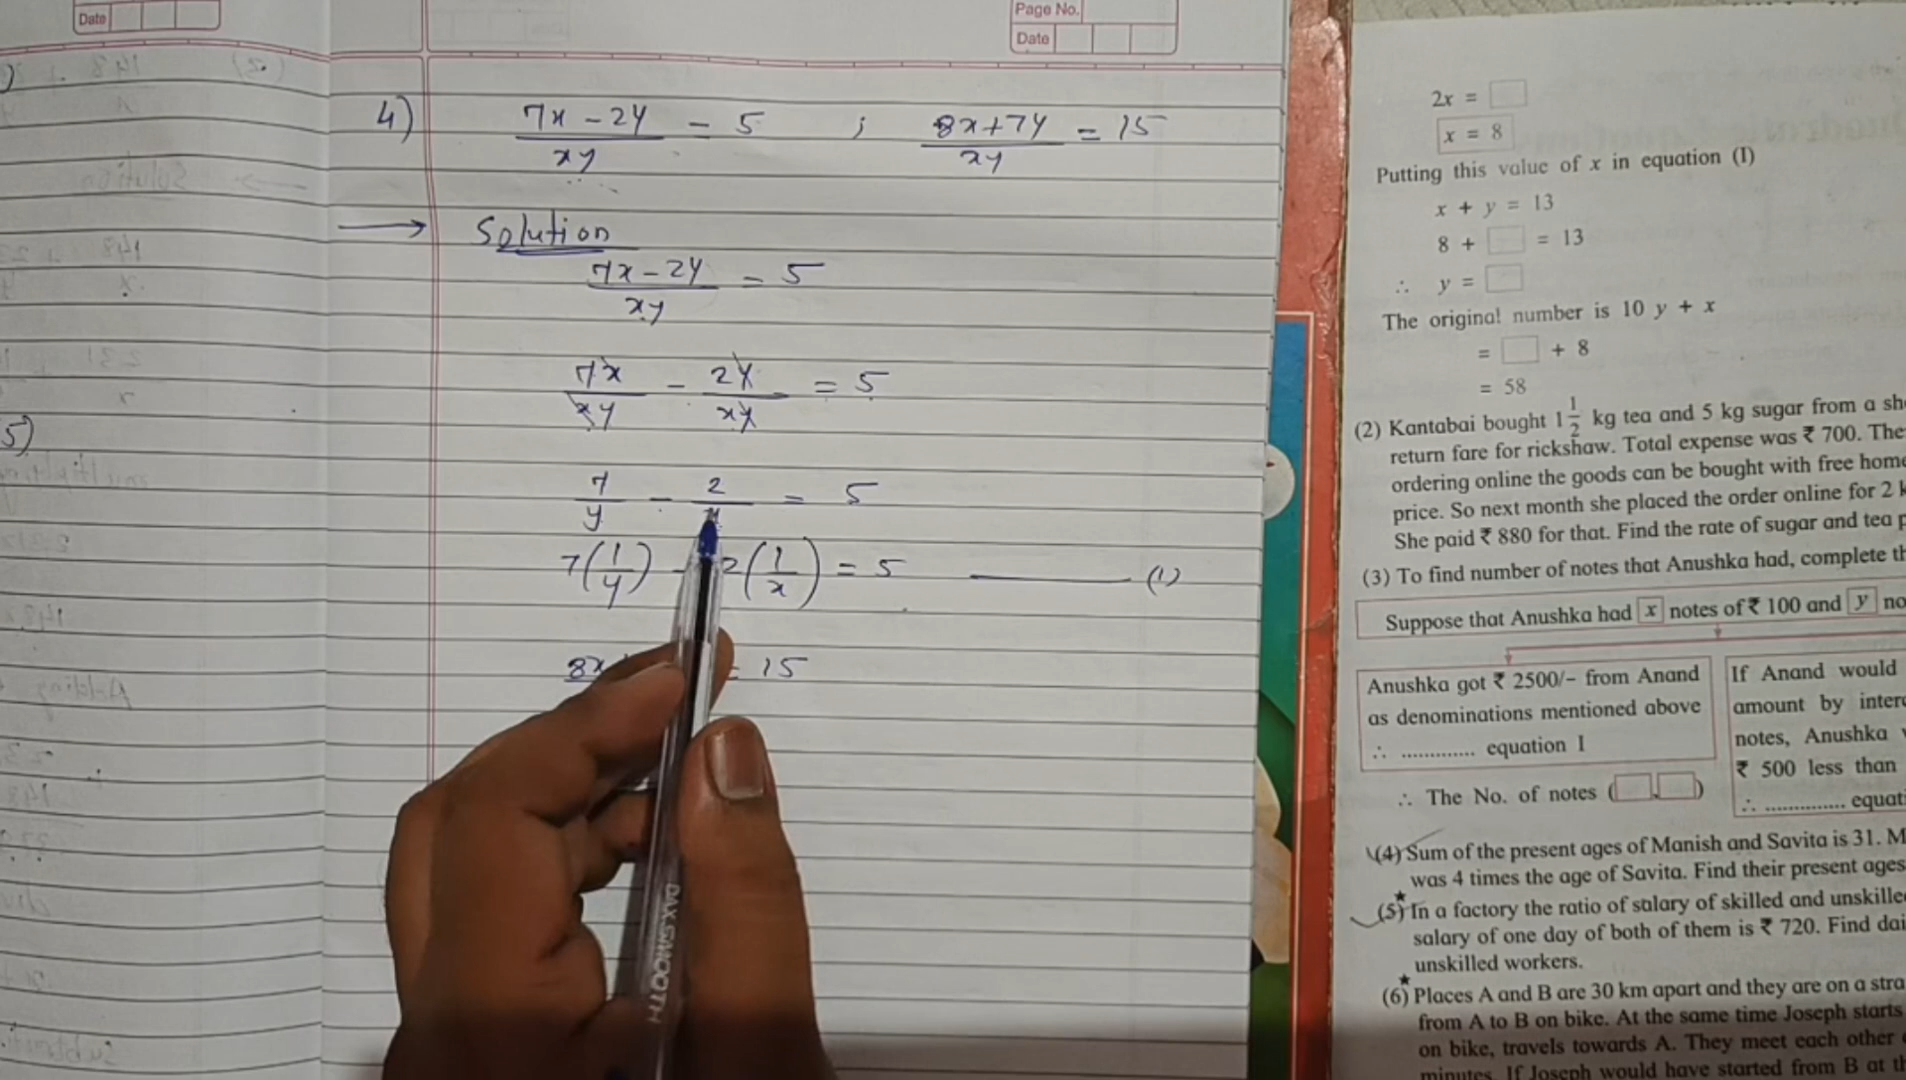 Date
Page No.
Date
4) 7x - 2y / xy = 5 ; 8x + 7y / xy = 15
Solution
7x - 2y / xy = 5
7x / xy - 2y / xy = 5
7 / y - 2 / x = 5
7(1/y) - 2(1/x) = 5 (1)
8x = 15
5)
DAX SMOOTH
2x = 
x = 8
Putting this value of x in equation (I)
x + y = 13
8 + = 13
∴ y =
The original number is 10 y + x
= + 8
= 58
(2) Kantabai bought 1 1/2 kg tea and 5 kg sugar from a
return fare for rickshaw. Total expense was ₹ 700.
ordering online the goods can be bought with free
price. So next month she placed the order online for 2
She paid ₹ 880 for that. Find the rate of sugar and tea
(3) To find number of notes that Anushka had, complete
Suppose that Anushka had x notes of ₹ 100 and y
Anushka got ₹ 2500/- from Anand
as denominations mentioned above
∴ ............. equation I
If Anand would
amount by
notes, Anushka
₹ 500 less than
∴ ..............
∴ The No. of notes ( , )
(4) Sum of the present ages of Manish and Savita is 31.
was 4 times the age of Savita. Find their present ages
(5) In a factory the ratio of salary of skilled and
salary of one day of both of them is ₹ 720. Find
unskilled workers.
(6) Places A and B are 30 km apart and they are on a
from A to B on bike. At the same time Joseph starts
on bike, travels towards A. They meet each other
minutes. If Joseph would have started from B at